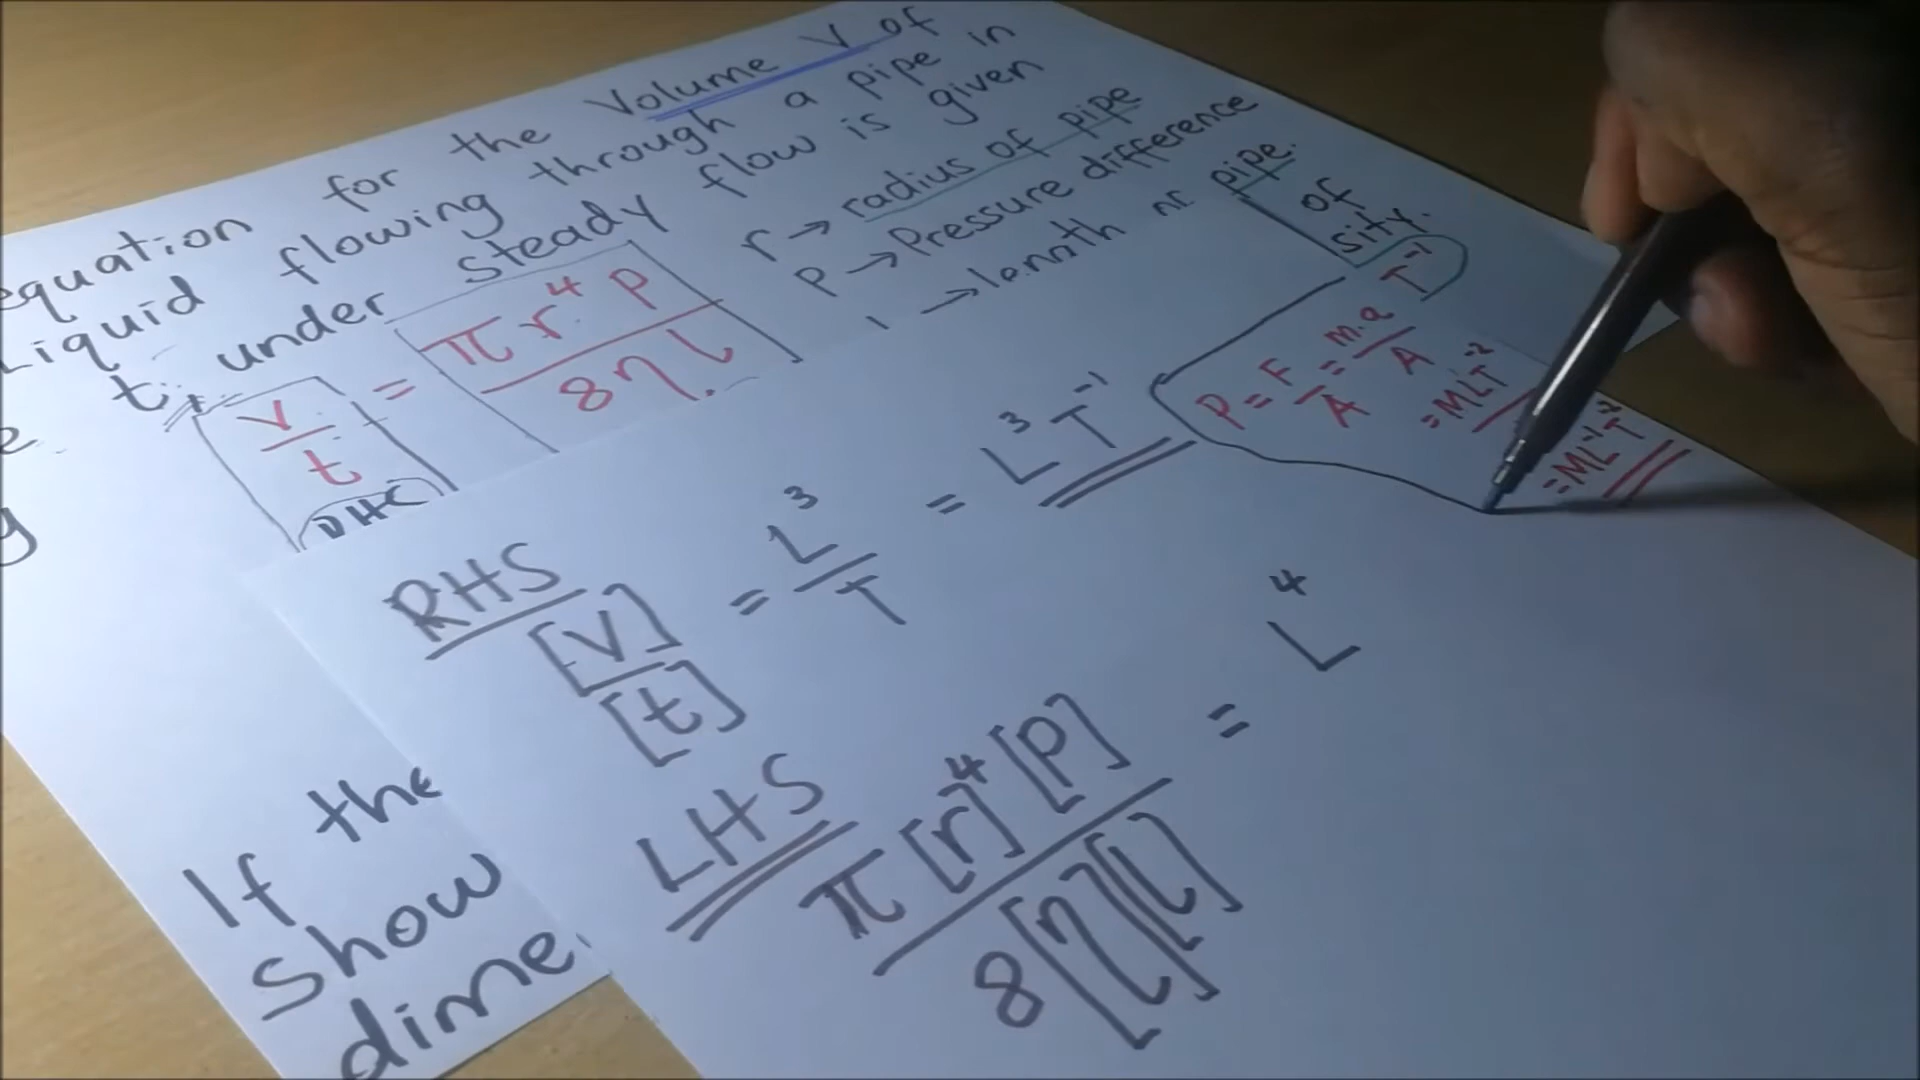 equation for the Volume V of
Liquid flowing through a pipe in
t, under steady flow is given
V/t = πr⁴p/8ηl
r → radius of pipe
P → Pressure difference
l → length of pipe.
of
sity.
T⁻¹
P = F/A = m.a/A
= MLT⁻²
= ML⁻¹T⁻²
RHS
[V]/[t] = L³/T = L³T⁻¹
LHS
π[r]⁴[P]/8[η][l] = L⁴
If the
show
dime